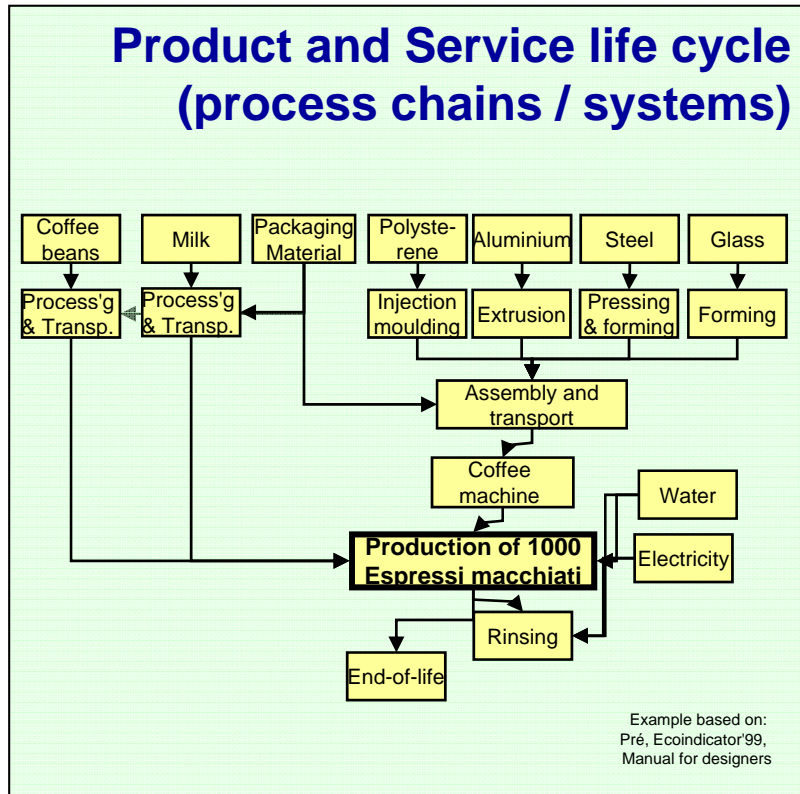 Product and Service life cycle
(process chains / systems)
Coffee
beans
Milk
Packaging
Material
Polyste-
rene
Aluminium
Steel
Glass
Process'g
& Transp.
Process'g
& Transp.
Injection
moulding
Extrusion
Pressing
& forming
Forming
Assembly and
transport
Coffee
machine
Water
Production of 1000
Espressi macchiati
Electricity
Rinsing
End-of-life
Example based on:
Pré, Ecoindicator'99,
Manual for designers